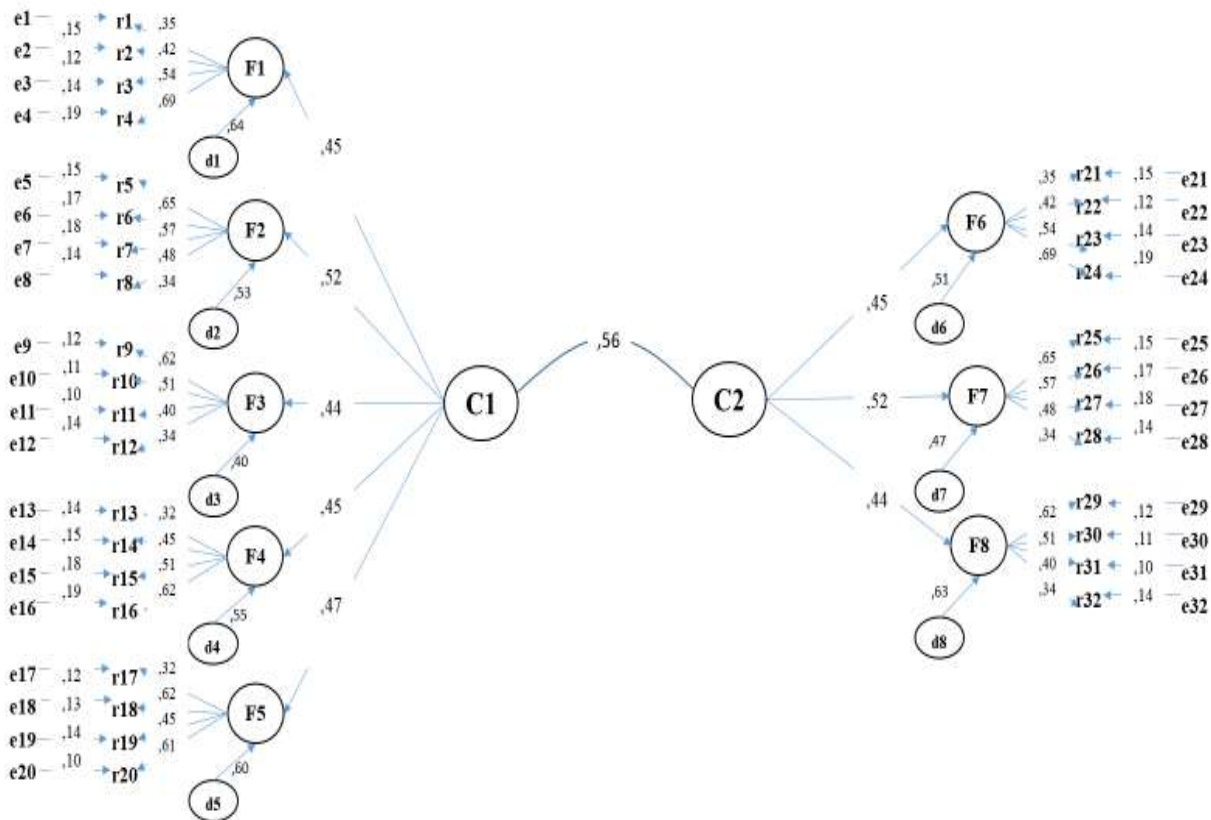 e1 ,15 r1 ,35
e2 ,12 r2 ,42
e3 ,14 r3 ,54
e4 ,19 r4 ,69
F1
,64
d1
,45
e5 ,15 r5 ,65
e6 ,17 r6 ,57
e7 ,18 r7 ,48
e8 ,14 r8 ,34
F2
,53
d2
,52
e9 ,12 r9 ,62
e10 ,11 r10 ,51
e11 ,10 r11 ,40
e12 ,14 r12 ,34
F3
,40
d3
,44
e13 ,14 r13 ,32
e14 ,15 r14 ,45
e15 ,18 r15 ,51
e16 ,19 r16 ,62
F4
,55
d4
,45
e17 ,12 r17 ,32
e18 ,13 r18 ,62
e19 ,14 r19 ,45
e20 ,10 r20 ,61
F5
,60
d5
,47
C1
,56
C2
,45
F6
,51
d6
,35 r21 ,15 e21
,42 r22 ,12 e22
,54 r23 ,14 e23
,69 r24 ,19 e24
,52
F7
,47
d7
,65 r25 ,15 e25
,57 r26 ,17 e26
,48 r27 ,18 e27
,34 r28 ,14 e28
,44
F8
,63
d8
,62 r29 ,12 e29
,51 r30 ,11 e30
,40 r31 ,10 e31
,34 r32 ,14 e32